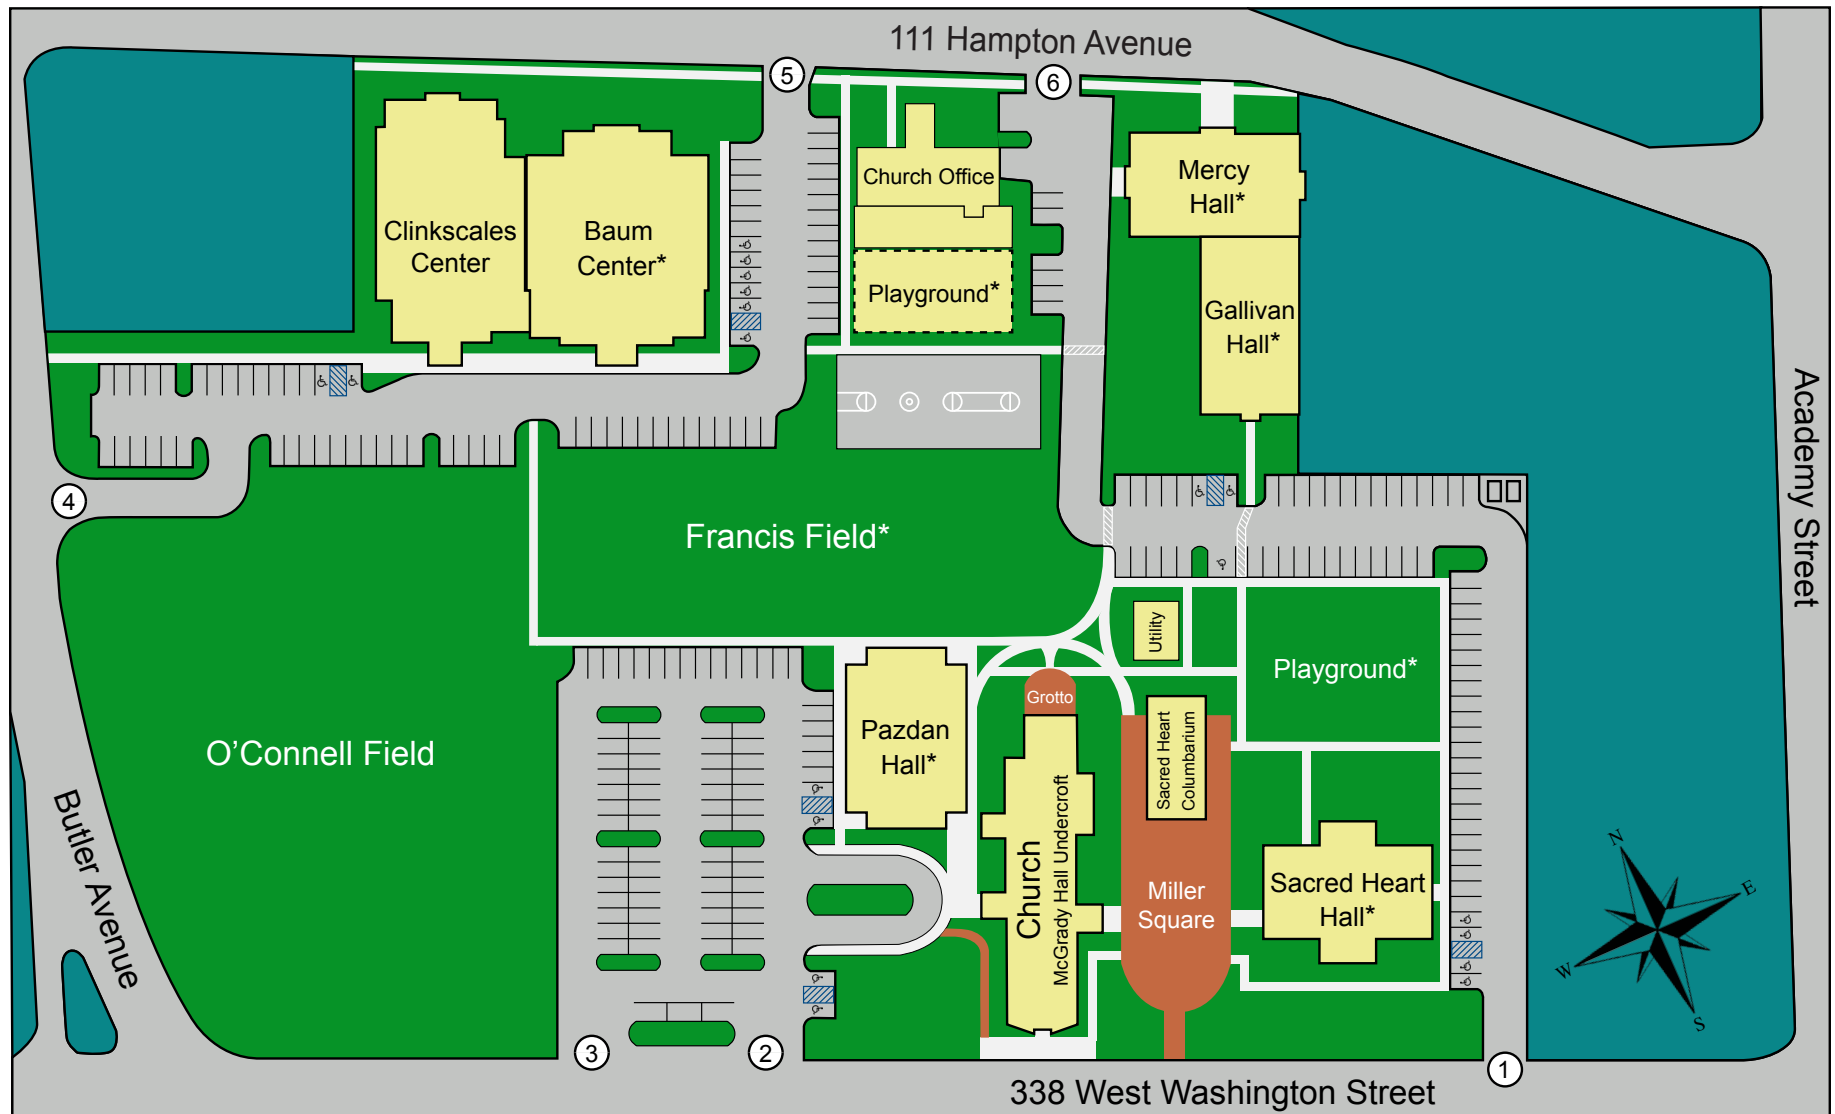 111 Hampton Avenue
5
6
Church Office
Mercy
Hall*
Clinkscales
Center
Baum
Center*
Playground*
Gallivan
Hall*
Academy Street
4
Francis Field*
Utility
Playground*
Grotto
O'Connell Field
Pazdan
Hall*
Sacred Heart
Columbarium
Butler Avenue
Church
McGrady Hall Undercroft
Miller
Square
Sacred Heart
Hall*
N
E
W
S
3
2
1
338 West Washington Street